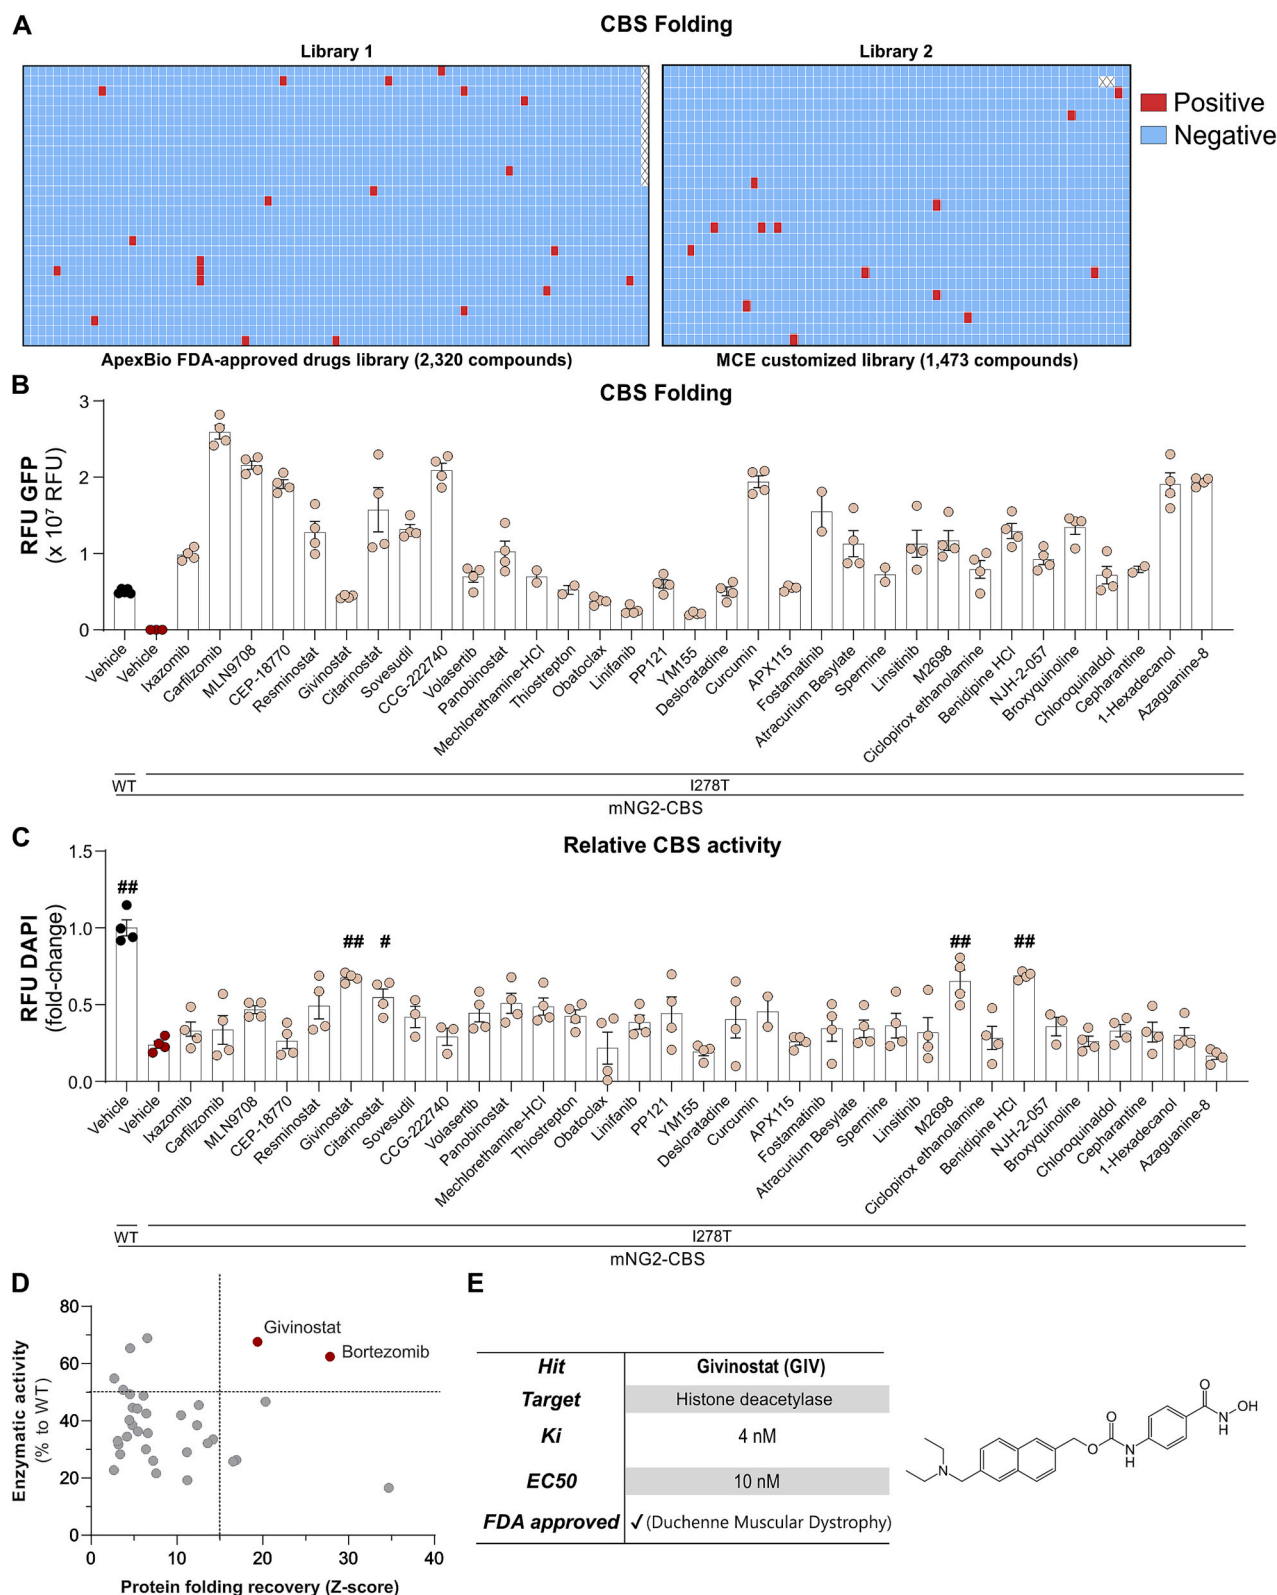 A
CBS Folding
Library 1
Library 2
Positive
Negative
ApexBio FDA-approved drugs library (2,320 compounds)
MCE customized library (1,473 compounds)
B
CBS Folding
RFU GFP
(x 10⁷ RFU)
3
2
1
0
Vehicle
Vehicle
Ixazomib
Carfilzomib
MLN9708
CEP-18770
Resminostat
Givinostat
Citarinostat
Sovesudil
CCG-222740
Volasertib
Panobinostat
Mechlorethamine-HCl
Thiostrepton
Obatoclax
Linifanib
PP121
YM155
Desloratadine
Curcumin
APX115
Fostamatinib
Atracurium Besylate
Spermine
Linsitinib
M2698
Ciclopirox ethanolamine
Benidipine HCl
NJH-2-057
Broxyquinoline
Chloroquinaldol
Cepharantine
1-Hexadecanol
Azaguanine-8
WT
I278T
mNG2-CBS
C
Relative CBS activity
RFU DAPI
(fold-change)
1.5
1.0
0.5
0.0
##
##
#
##
##
Vehicle
Vehicle
Ixazomib
Carfilzomib
MLN9708
CEP-18770
Resminostat
Givinostat
Citarinostat
Sovesudil
CCG-222740
Volasertib
Panobinostat
Mechlorethamine-HCl
Thiostrepton
Obatoclax
Linifanib
PP121
YM155
Desloratadine
Curcumin
APX115
Fostamatinib
Atracurium Besylate
Spermine
Linsitinib
M2698
Ciclopirox ethanolamine
Benidipine HCl
NJH-2-057
Broxyquinoline
Chloroquinaldol
Cepharantine
1-Hexadecanol
Azaguanine-8
WT
I278T
mNG2-CBS
D
Enzymatic activity
(% to WT)
80
60
40
20
0
Givinostat
Bortezomib
0
10
20
30
40
Protein folding recovery (Z-score)
E
Hit Givinostat (GIV)
Target Histone deacetylase
Ki 4 nM
EC50 10 nM
FDA approved ✓ (Duchenne Muscular Dystrophy)
N
O
O
N
H
O
N
H
OH